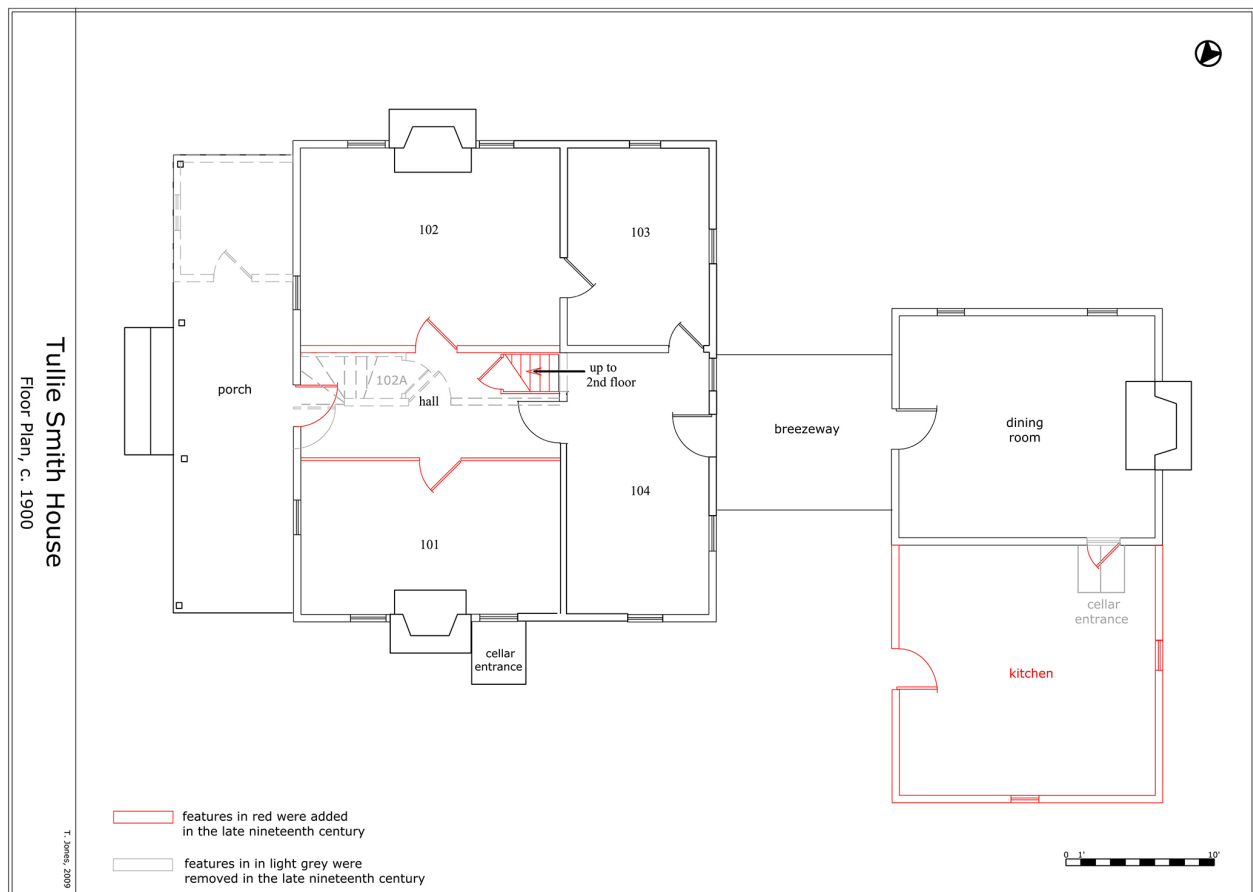 Tullie Smith House
Floor Plan, c. 1900
T. Jones, 2009
102
103
102A
up to
2nd floor
porch
hall
breezeway
dining
room
104
101
cellar
entrance
cellar
entrance
kitchen
features in red were added
in the late nineteenth century
features in in light grey were
removed in the late nineteenth century
0 1' 10'